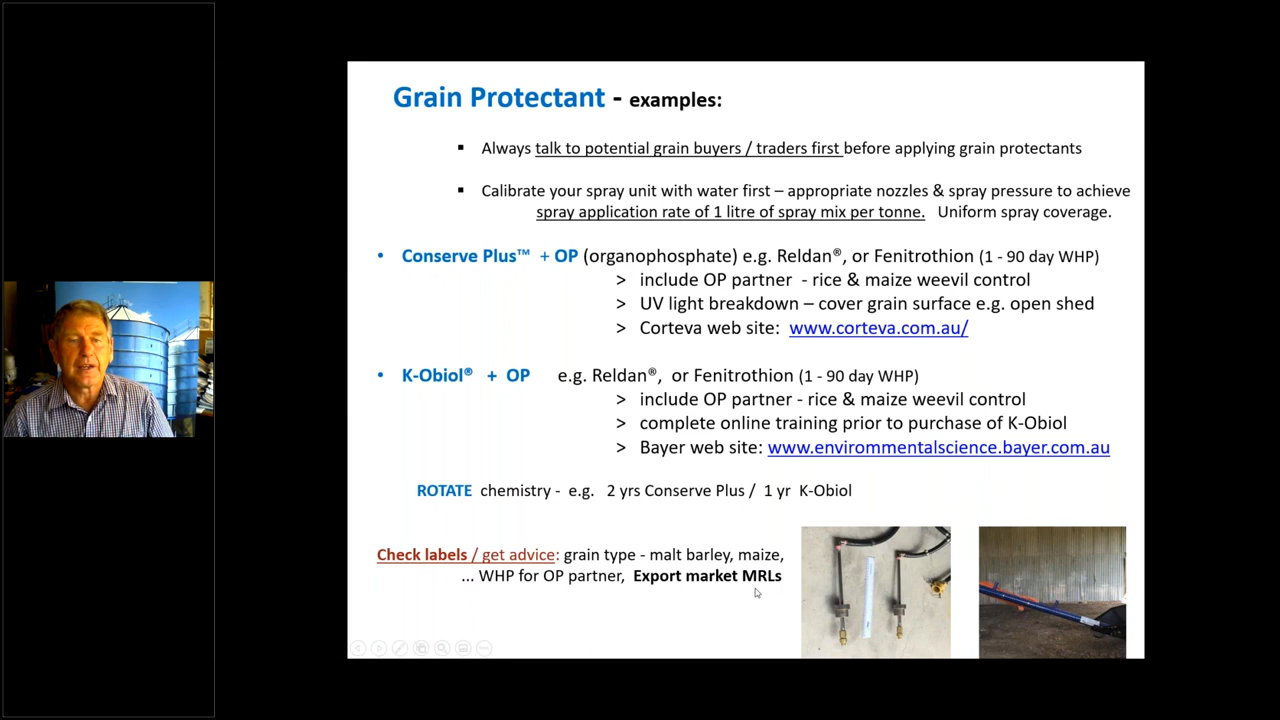 Grain Protectant - examples:
▪ Always talk to potential grain buyers / traders first before applying grain protectants
▪ Calibrate your spray unit with water first – appropriate nozzles & spray pressure to achieve
spray application rate of 1 litre of spray mix per tonne. Uniform spray coverage.
• Conserve Plus™ + OP (organophosphate) e.g. Reldan®, or Fenitrothion (1 - 90 day WHP)
> include OP partner - rice & maize weevil control
> UV light breakdown – cover grain surface e.g. open shed
> Corteva web site: www.corteva.com.au/
• K-Obiol® + OP e.g. Reldan®, or Fenitrothion (1 - 90 day WHP)
> include OP partner - rice & maize weevil control
> complete online training prior to purchase of K-Obiol
> Bayer web site: www.envirommentalscience.bayer.com.au
ROTATE chemistry - e.g. 2 yrs Conserve Plus / 1 yr K-Obiol
Check labels / get advice: grain type - malt barley, maize,
... WHP for OP partner, Export market MRLs